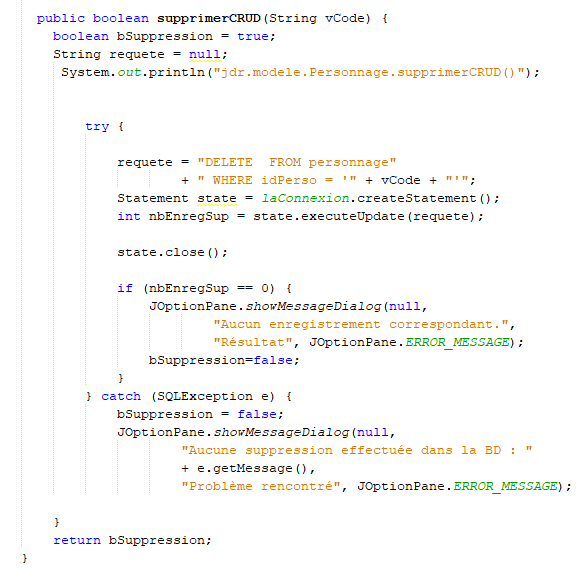 public boolean supprimerCRUD(String vCode) {
boolean bSuppression = true;
String requete = null;
System.out.println("jdr.modele.Personnage.supprimerCRUD()");
try {
requete = "DELETE  FROM personnage"
+ " WHERE idPerso = '" + vCode + "'";
Statement state = laConnexion.createStatement();
int nbEnregSup = state.executeUpdate(requete);
state.close();
if (nbEnregSup == 0) {
JOptionPane.showMessageDialog(null,
"Aucun enregistrement correspondant.",
"Résultat", JOptionPane.ERROR_MESSAGE);
bSuppression=false;
}
} catch (SQLException e) {
bSuppression = false;
JOptionPane.showMessageDialog(null,
"Aucune suppression effectuée dans la BD : "
+ e.getMessage(),
"Problème rencontré", JOptionPane.ERROR_MESSAGE);
}
return bSuppression;
}